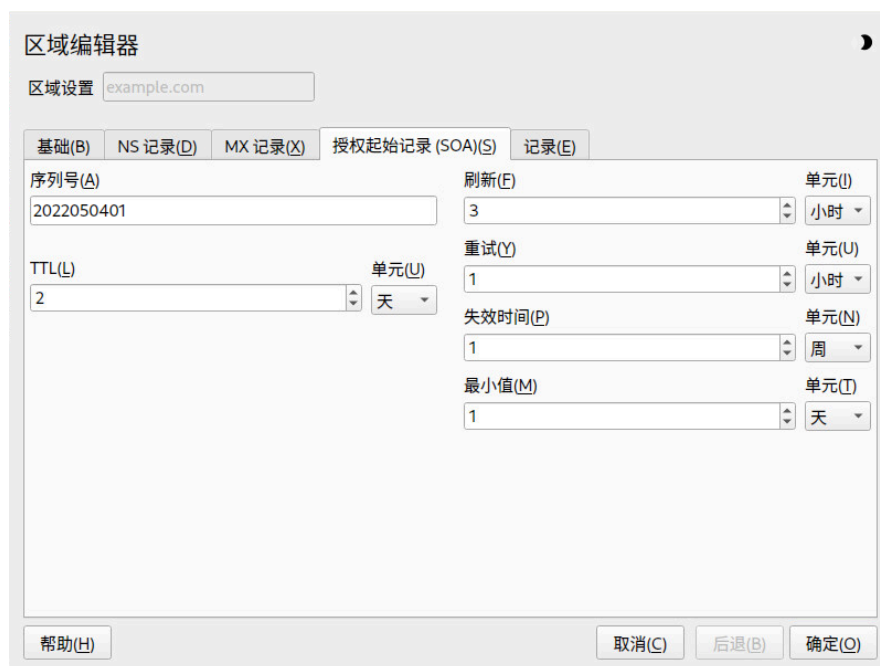 区域编辑器
区域设置 example.com
基础(B) NS 记录(D) MX 记录(X) 授权起始记录 (SOA)(S) 记录(E)
序列号(A)
2022050401
TTL(L) 单元(U)
2 天
刷新(F) 单元(I)
3 小时
重试(Y) 单元(U)
1 小时
失效时间(P) 单元(N)
1 周
最小值(M) 单元(T)
1 天
帮助(H) 取消(C) 后退(B) 确定(O)